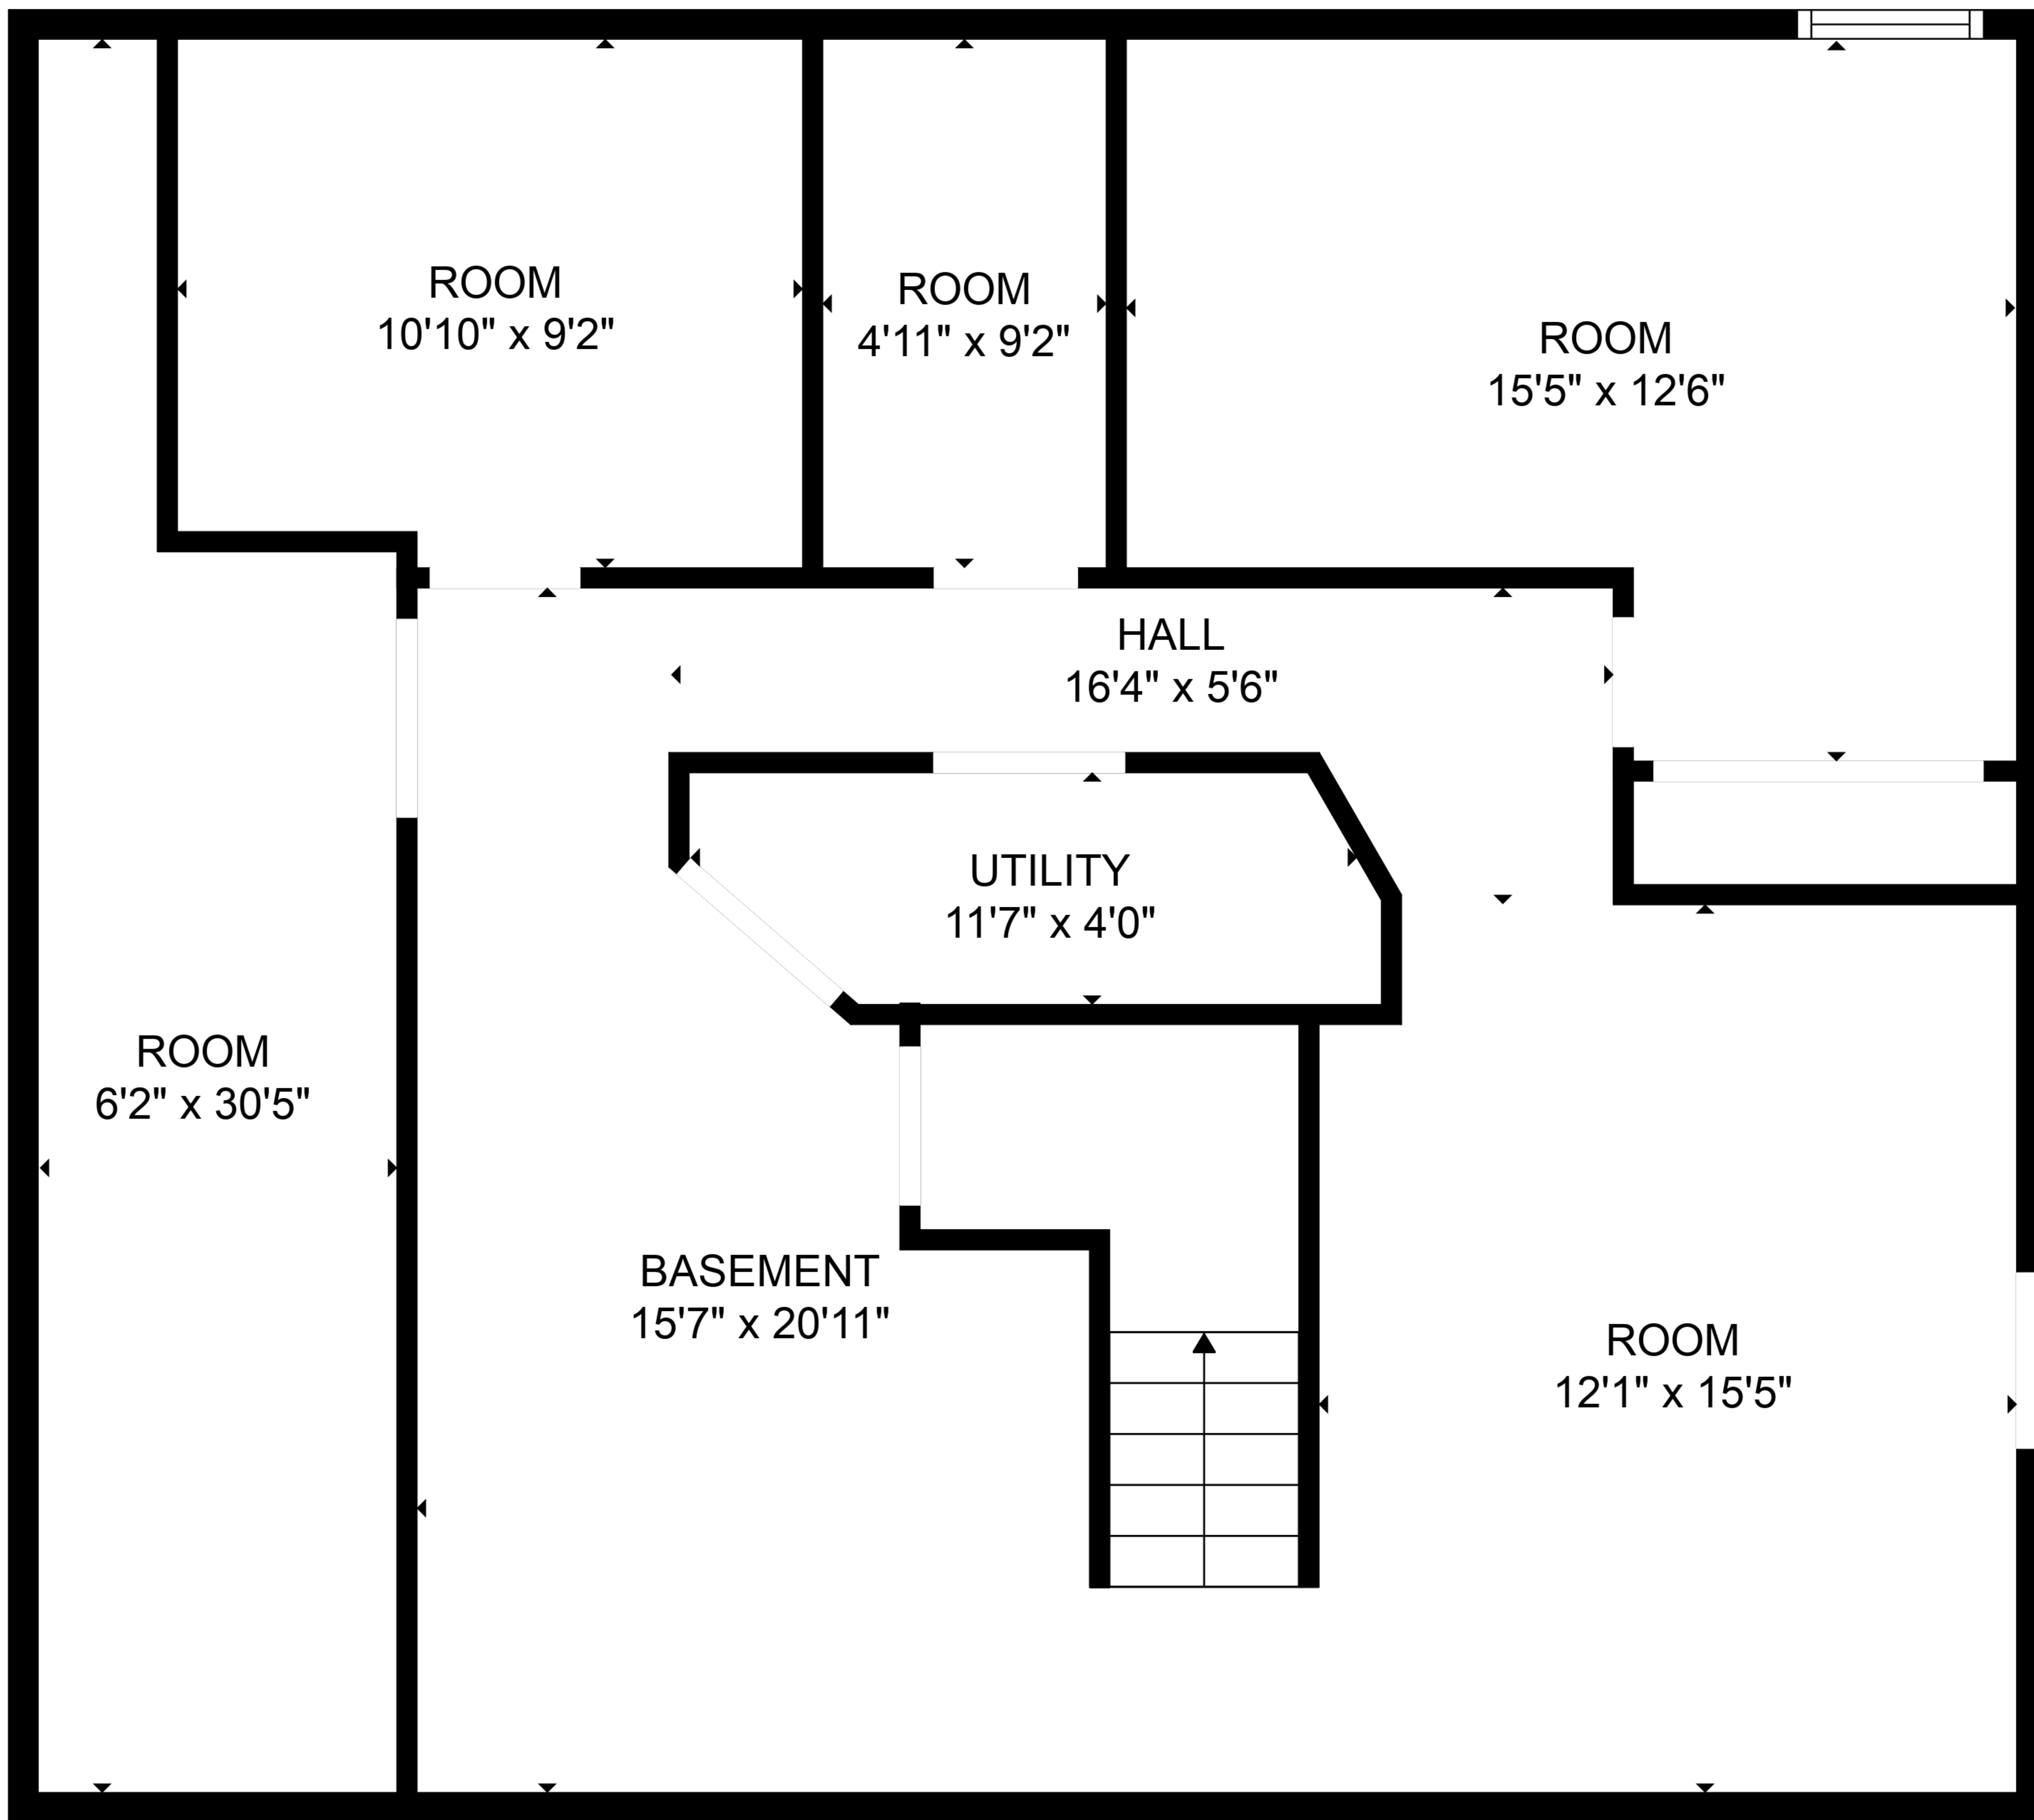 ROOM
10'10" x 9'2"
ROOM
4'11" x 9'2"
ROOM
15'5" x 12'6"
HALL
16'4" x 5'6"
UTILITY
11'7" x 4'0"
ROOM
6'2" x 30'5"
BASEMENT
15'7" x 20'11"
ROOM
12'1" x 15'5"